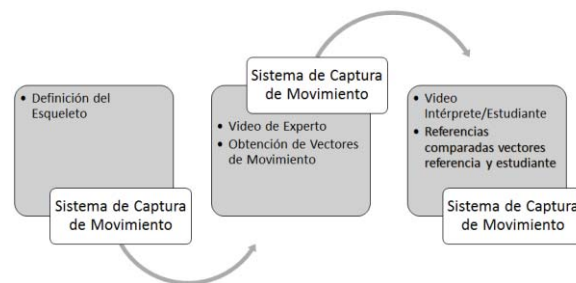 • Definición del
Esqueleto
Sistema de Captura
de Movimiento
Sistema de Captura
de Movimiento
• Video de Experto
• Obtención de Vectores
de Movimiento
• Video
Intérprete/Estudiante
• Referencias
comparadas vectores
referencia y estudiante
Sistema de Captura
de Movimiento